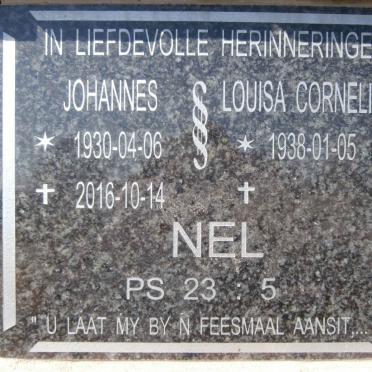 IN LIEFDEVOLLE HERINNERINGE
JOHANNES § LOUISA CORNELI
* 1930-04-06 * 1938-01-05
✝ 2016-10-14 ✝
NEL
PS 23 : 5
" U LAAT MY BY N FEESMAAL AANSIT....